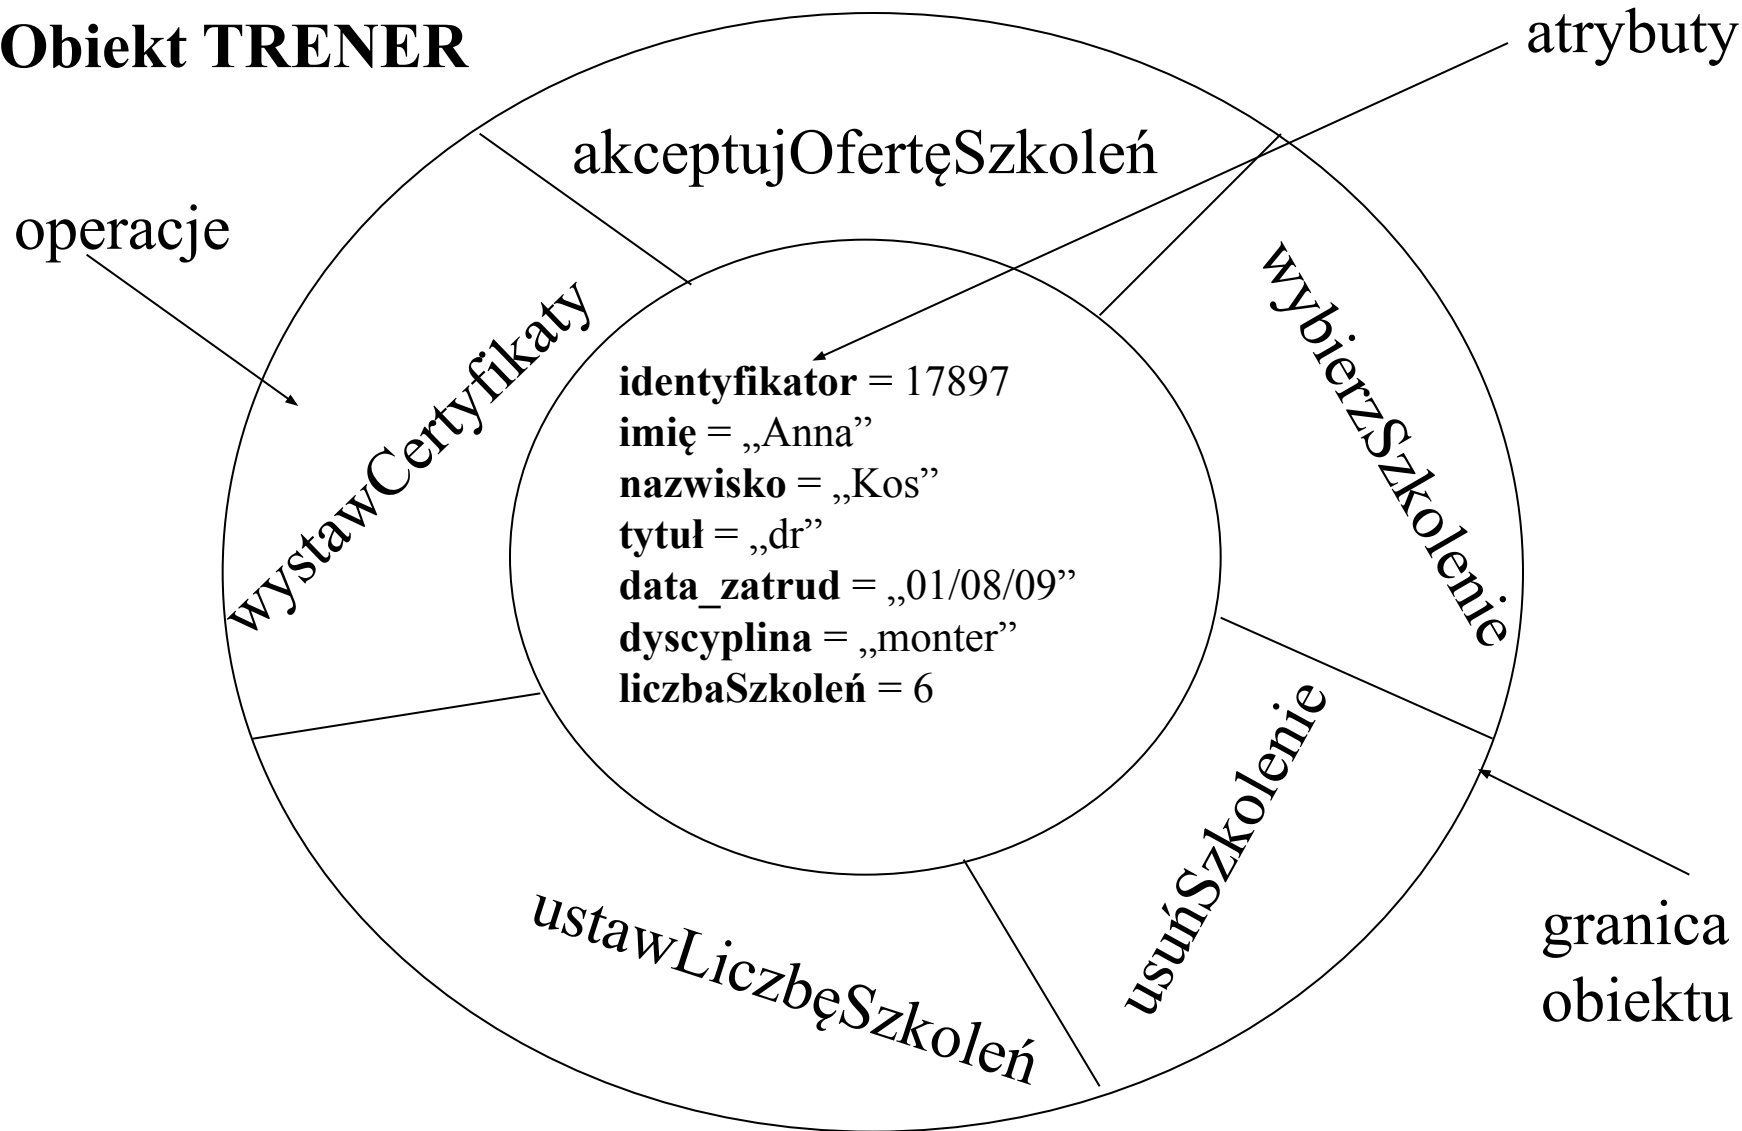 Obiekt TRENER
atrybuty
akceptujOfertęSzkoleń
operacje
wybierzSzkolenie
wystawCertyfikaty
identyfikator = 17897
imię = „Anna”
nazwisko = „Kos”
tytuł = „dr”
data_zatrud = „01/08/09”
dyscyplina = „monter”
liczbaSzkoleń = 6
usuńSzkolenie
ustawLiczbęSzkoleń
granica
obiektu